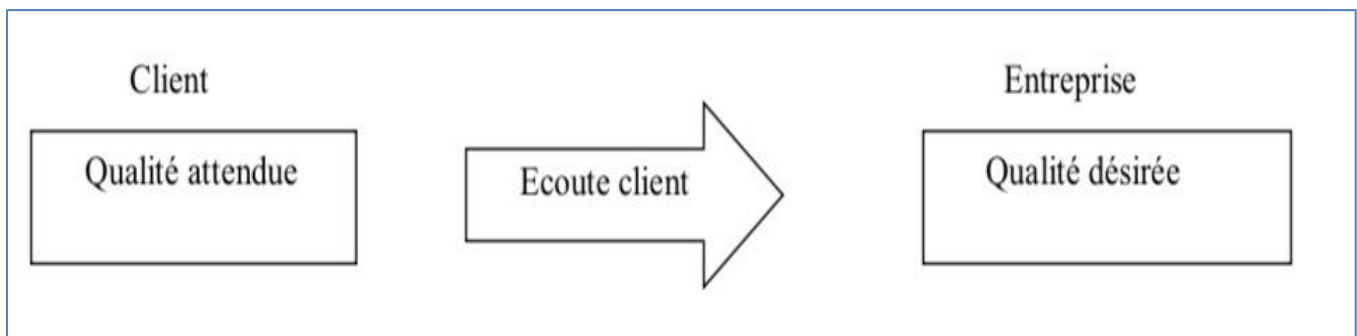 Client
Entreprise
Qualité attendue
Ecoute client
Qualité désirée